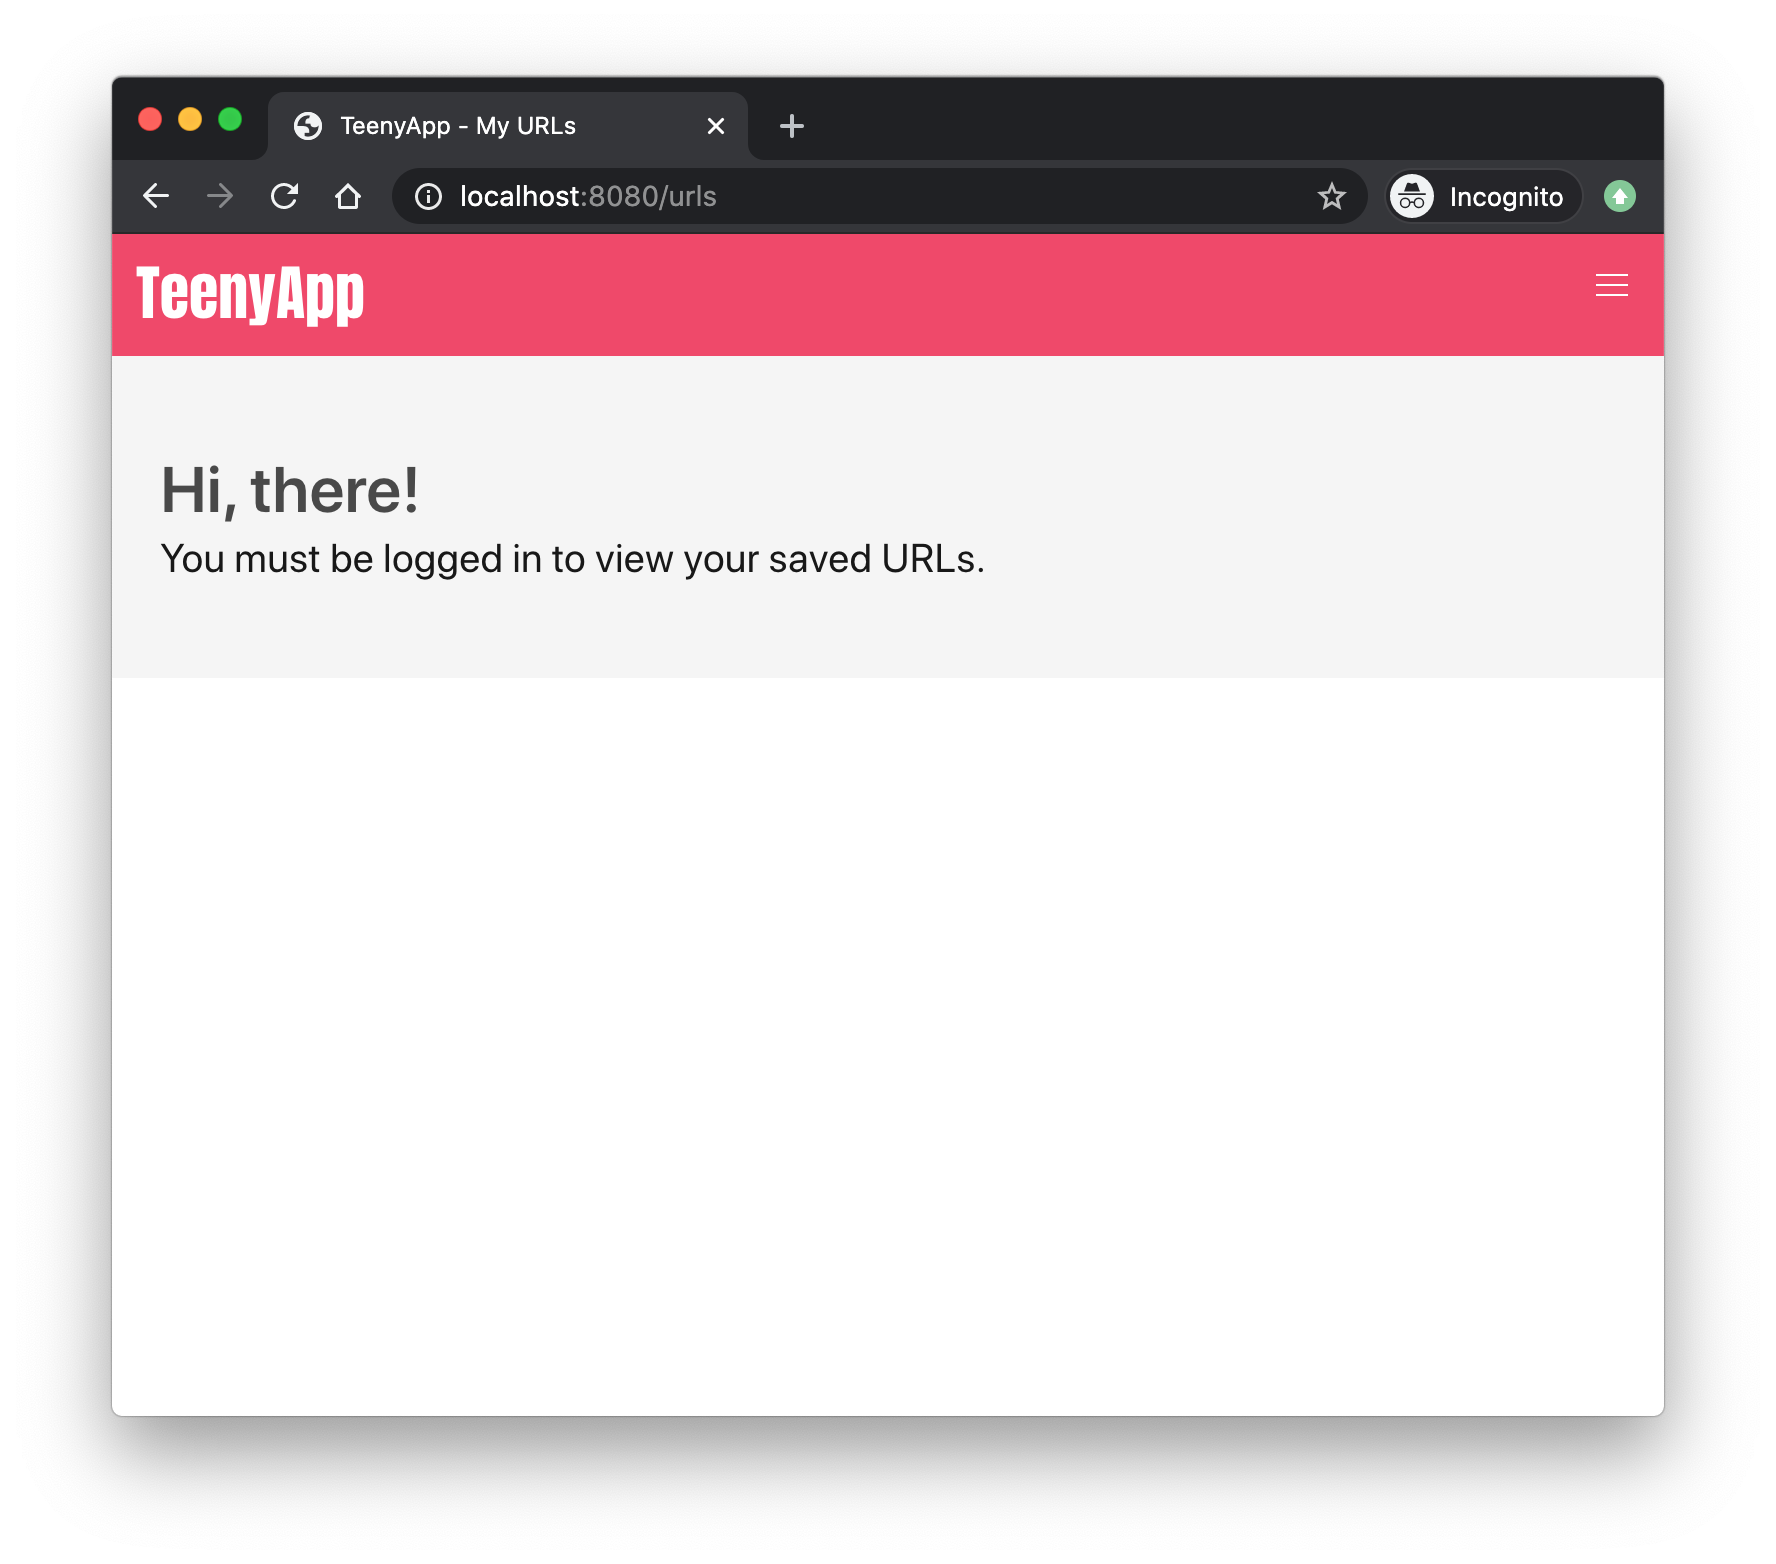 TeenyApp - My URLs
localhost:8080/urls
Incognito
TeenyApp
Hi, there!
You must be logged in to view your saved URLs.